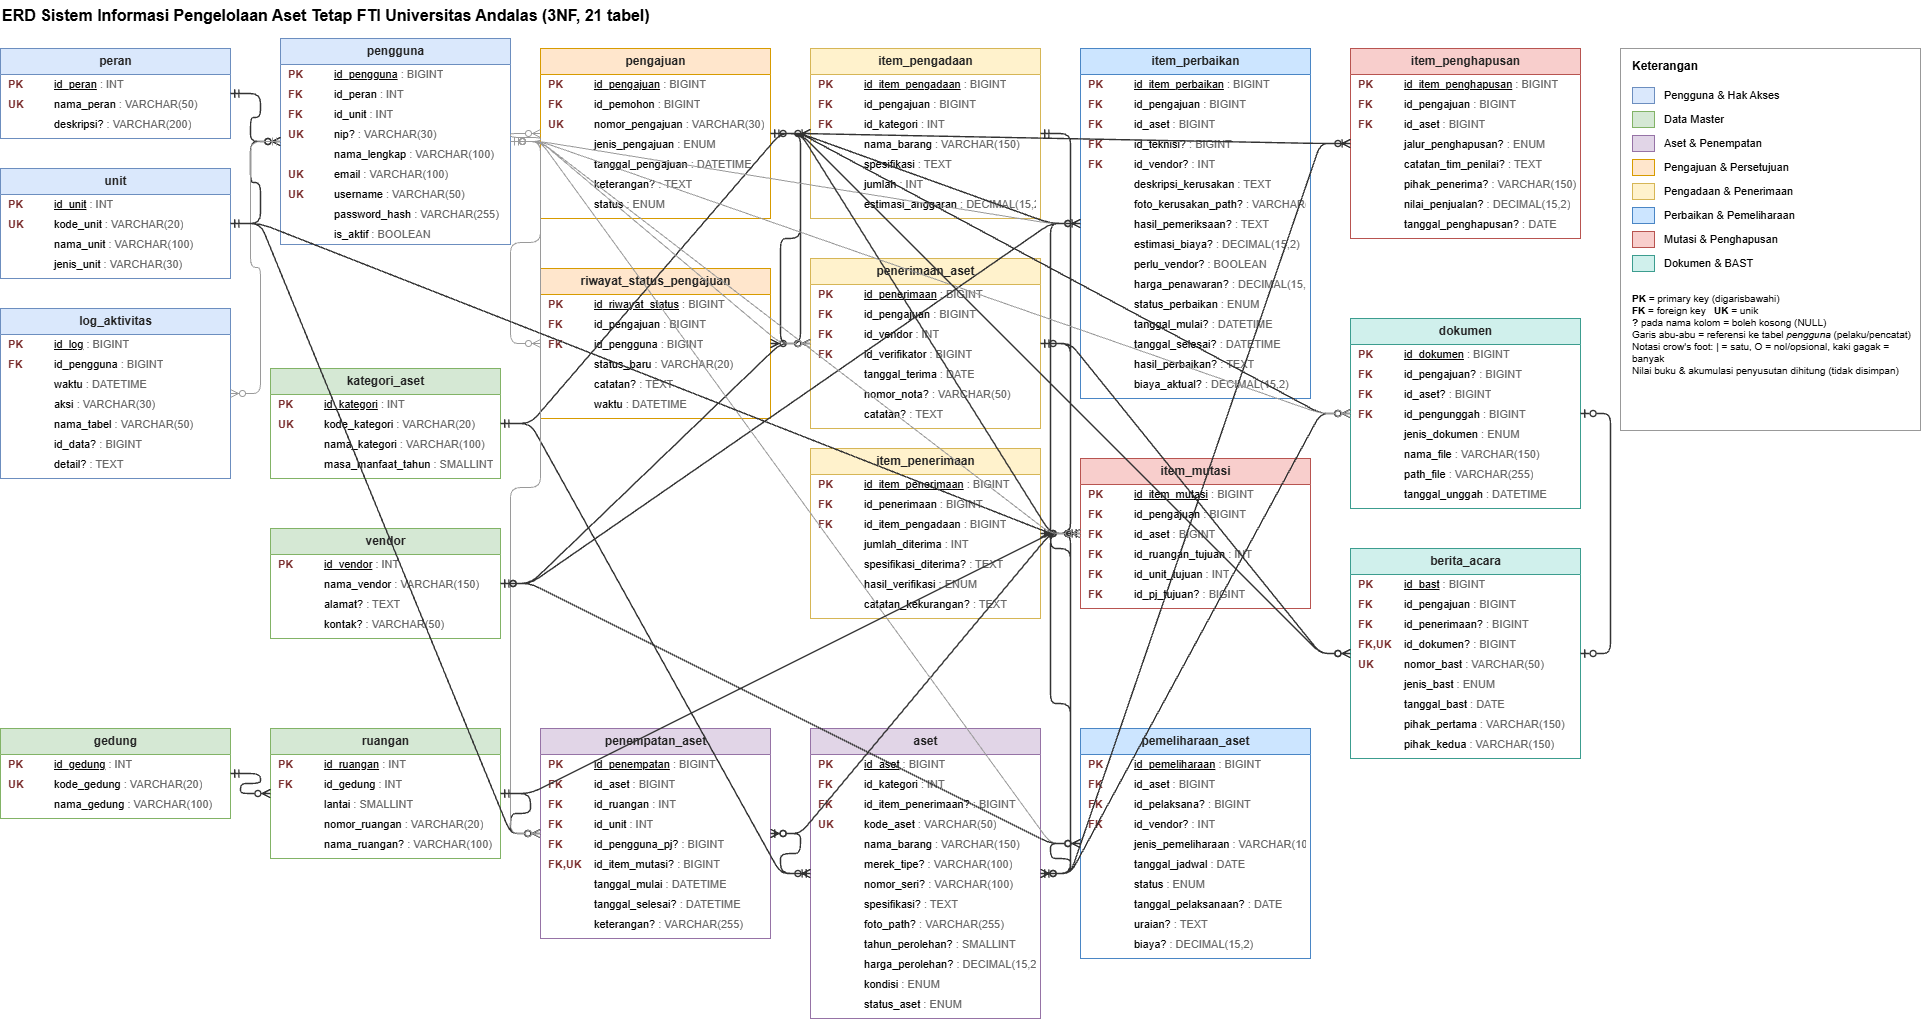 ERD Sistem Informasi Pengelolaan Aset Tetap FTI Universitas Andalas (3NF, 21 tabel)
peran
PK id_peran : INT
UK nama_peran : VARCHAR(50)
deskripsi? : VARCHAR(200)
unit
PK id_unit : INT
UK kode_unit : VARCHAR(20)
nama_unit : VARCHAR(100)
jenis_unit : VARCHAR(30)
log_aktivitas
PK id_log : BIGINT
FK id_pengguna : BIGINT
waktu : DATETIME
aksi : VARCHAR(30)
nama_tabel : VARCHAR(50)
id_data? : BIGINT
detail? : TEXT
gedung
PK id_gedung : INT
UK kode_gedung : VARCHAR(20)
nama_gedung : VARCHAR(100)
pengguna
PK id_pengguna : BIGINT
FK id_peran : INT
FK id_unit : INT
UK nip? : VARCHAR(30)
nama_lengkap : VARCHAR(100)
UK email : VARCHAR(100)
UK username : VARCHAR(50)
password_hash : VARCHAR(255)
is_aktif : BOOLEAN
kategori_aset
PK id_kategori : INT
UK kode_kategori : VARCHAR(20)
nama_kategori : VARCHAR(100)
masa_manfaat_tahun : SMALLINT
vendor
PK id_vendor : INT
nama_vendor : VARCHAR(150)
alamat? : TEXT
kontak? : VARCHAR(50)
ruangan
PK id_ruangan : INT
FK id_gedung : INT
lantai : SMALLINT
nomor_ruangan : VARCHAR(20)
nama_ruangan? : VARCHAR(100)
pengajuan
PK id_pengajuan : BIGINT
FK id_pemohon : BIGINT
UK nomor_pengajuan : VARCHAR(30)
jenis_pengajuan : ENUM
tanggal_pengajuan : DATETIME
keterangan? : TEXT
status : ENUM
riwayat_status_pengajuan
PK id_riwayat_status : BIGINT
FK id_pengajuan : BIGINT
FK id_pengguna : BIGINT
status_baru : VARCHAR(20)
catatan? : TEXT
waktu : DATETIME
penempatan_aset
PK id_penempatan : BIGINT
FK id_aset : BIGINT
FK id_ruangan : INT
FK id_unit : INT
FK id_pengguna_pj? : BIGINT
FK,UK id_item_mutasi? : BIGINT
tanggal_mulai : DATETIME
tanggal_selesai? : DATETIME
keterangan? : VARCHAR(255)
item_pengadaan
PK id_item_pengadaan : BIGINT
FK id_pengajuan : BIGINT
FK id_kategori : INT
nama_barang : VARCHAR(150)
spesifikasi : TEXT
jumlah : INT
estimasi_anggaran : DECIMAL(15,2
penerimaan_aset
PK id_penerimaan : BIGINT
FK id_pengajuan : BIGINT
FK id_vendor : INT
FK id_verifikator : BIGINT
tanggal_terima : DATE
nomor_nota? : VARCHAR(50)
catatan? : TEXT
item_penerimaan
PK id_item_penerimaan : BIGINT
FK id_penerimaan : BIGINT
FK id_item_pengadaan : BIGINT
jumlah_diterima : INT
spesifikasi_diterima? : TEXT
hasil_verifikasi : ENUM
catatan_kekurangan? : TEXT
aset
PK id_aset : BIGINT
FK id_kategori : INT
FK id_item_penerimaan? : BIGINT
UK kode_aset : VARCHAR(50)
nama_barang : VARCHAR(150)
merek_tipe? : VARCHAR(100)
nomor_seri? : VARCHAR(100)
spesifikasi? : TEXT
foto_path? : VARCHAR(255)
tahun_perolehan? : SMALLINT
harga_perolehan? : DECIMAL(15,2
kondisi : ENUM
status_aset : ENUM
item_perbaikan
PK id_item_perbaikan : BIGINT
FK id_pengajuan : BIGINT
FK id_aset : BIGINT
FK id_teknisi? : BIGINT
FK id_vendor? : INT
deskripsi_kerusakan : TEXT
foto_kerusakan_path? : VARCHAR
hasil_pemeriksaan? : TEXT
estimasi_biaya? : DECIMAL(15,2)
perlu_vendor? : BOOLEAN
harga_penawaran? : DECIMAL(15,
status_perbaikan : ENUM
tanggal_mulai? : DATETIME
tanggal_selesai? : DATETIME
hasil_perbaikan? : TEXT
biaya_aktual? : DECIMAL(15,2)
item_mutasi
PK id_item_mutasi : BIGINT
FK id_pengajuan : BIGINT
FK id_aset : BIGINT
FK id_ruangan_tujuan : INT
FK id_unit_tujuan : INT
FK id_pj_tujuan? : BIGINT
pemeliharaan_aset
PK id_pemeliharaan : BIGINT
FK id_aset : BIGINT
FK id_pelaksana? : BIGINT
FK id_vendor? : INT
jenis_pemeliharaan : VARCHAR(10
tanggal_jadwal : DATE
status : ENUM
tanggal_pelaksanaan? : DATE
uraian? : TEXT
biaya? : DECIMAL(15,2)
item_penghapusan
PK id_item_penghapusan : BIGINT
FK id_pengajuan : BIGINT
FK id_aset : BIGINT
jalur_penghapusan? : ENUM
catatan_tim_penilai? : TEXT
pihak_penerima? : VARCHAR(150)
nilai_penjualan? : DECIMAL(15,2)
tanggal_penghapusan? : DATE
dokumen
PK id_dokumen : BIGINT
FK id_pengajuan? : BIGINT
FK id_aset? : BIGINT
FK id_pengunggah : BIGINT
jenis_dokumen : ENUM
nama_file : VARCHAR(150)
path_file : VARCHAR(255)
tanggal_unggah : DATETIME
berita_acara
PK id_bast : BIGINT
FK id_pengajuan : BIGINT
FK id_penerimaan? : BIGINT
FK,UK id_dokumen? : BIGINT
UK nomor_bast : VARCHAR(50)
jenis_bast : ENUM
tanggal_bast : DATE
pihak_pertama : VARCHAR(150)
pihak_kedua : VARCHAR(150)
Keterangan
Pengguna & Hak Akses
Data Master
Aset & Penempatan
Pengajuan & Persetujuan
Pengadaan & Penerimaan
Perbaikan & Pemeliharaan
Mutasi & Penghapusan
Dokumen & BAST
PK = primary key (digarisbawahi)
FK = foreign key UK = unik
? pada nama kolom = boleh kosong (NULL)
Garis abu-abu = referensi ke tabel pengguna (pelaku/pencatat)
Notasi crow's foot: | = satu, O = nol/opsional, kaki gagak =
banyak
Nilai buku & akumulasi penyusutan dihitung (tidak disimpan)